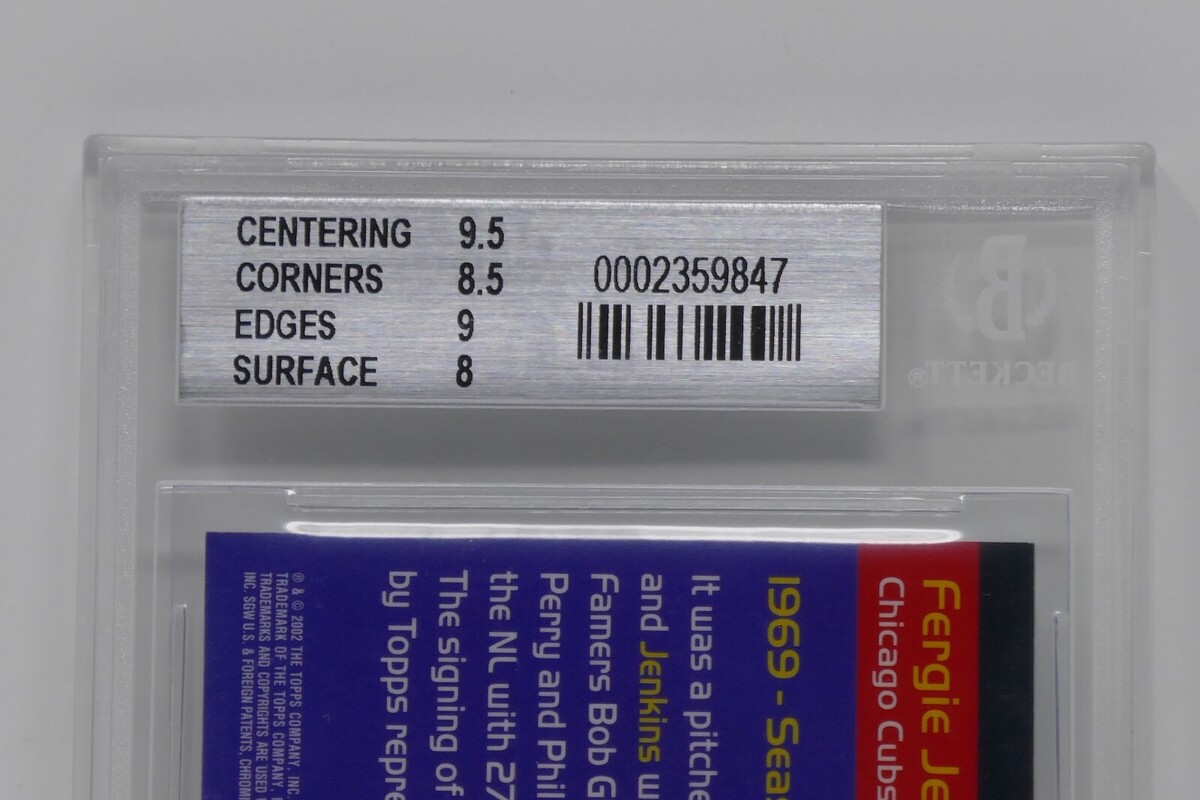 CENTERING 9.5
CORNERS 8.5
EDGES 9
SURFACE 8
0002359847
B
BECKETT®
Fergie Je
Chicago Cubs
1969 - Seas
It was a pitche
and Jenkins w
Famers Bob G
Perry and Phil
the NL with 27
The signing of
by Topps repre
® & © 2002 THE TOPPS COMPANY, INC.
TRADEMARK OF THE TOPPS COMPANY,
TRADEMARKS AND COPYRIGHTS ARE USED
INC. SGW U.S. & FOREIGN PATENTS, CHROMI